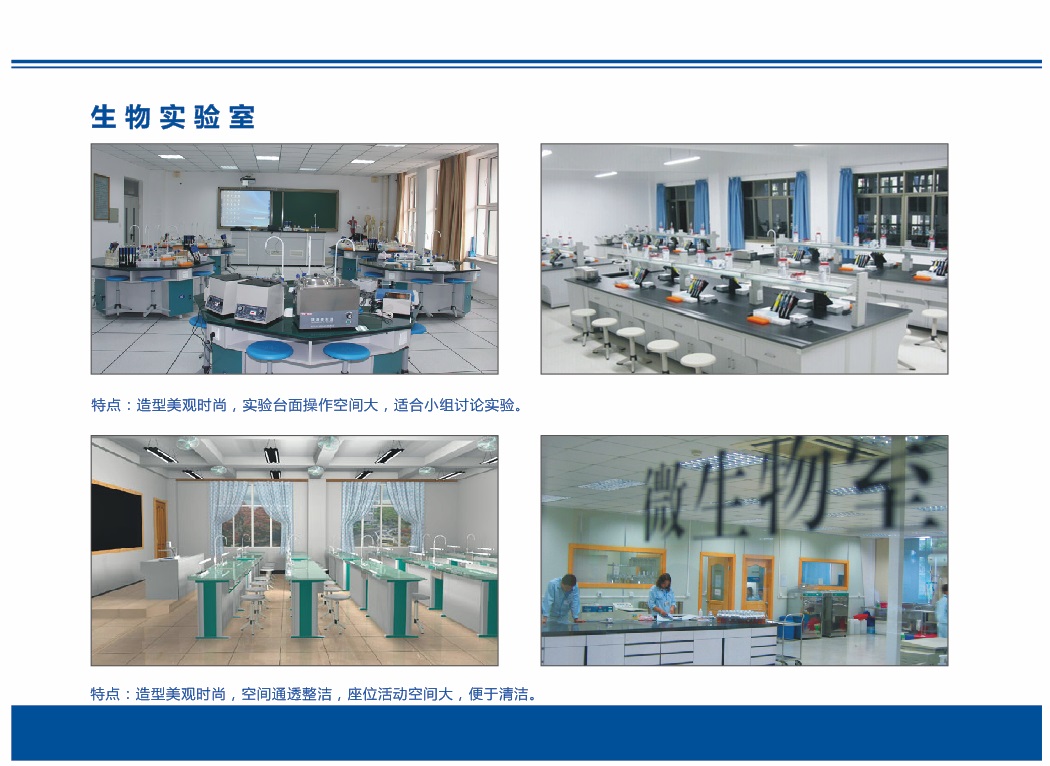 生物实验室
特点：造型美观时尚，实验台面操作空间大，适合小组讨论实验。
微生物室
特点：造型美观时尚，空间通透整洁，座位活动空间大，便于清洁。